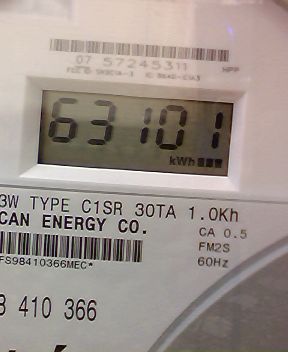 07 57245311
63101
kWh
3W TYPE C1SR 30TA 1.0Kh
CAN ENERGY CO.
CA 0.5
FM2S
60Hz
FS98410366MEC*
8 410 366